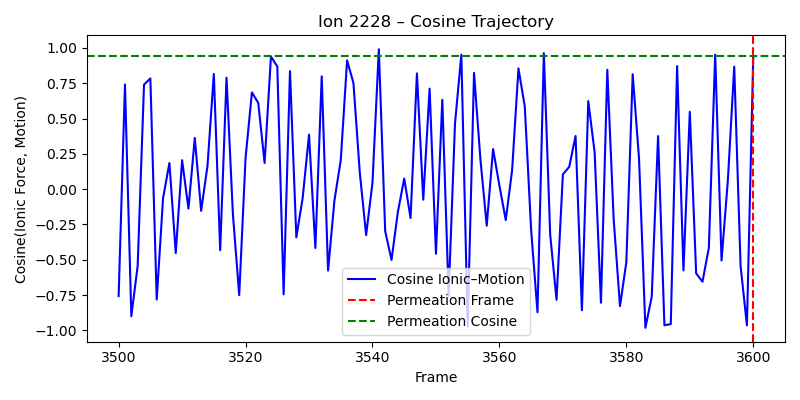 Ion 2228 – Cosine Trajectory
Cosine(Ionic Force, Motion)
1.00
0.75
0.50
0.25
0.00
−0.25
−0.50
−0.75
−1.00
Cosine Ionic–Motion
Permeation Frame
Permeation Cosine
3500 3520 3540 3560 3580 3600
Frame